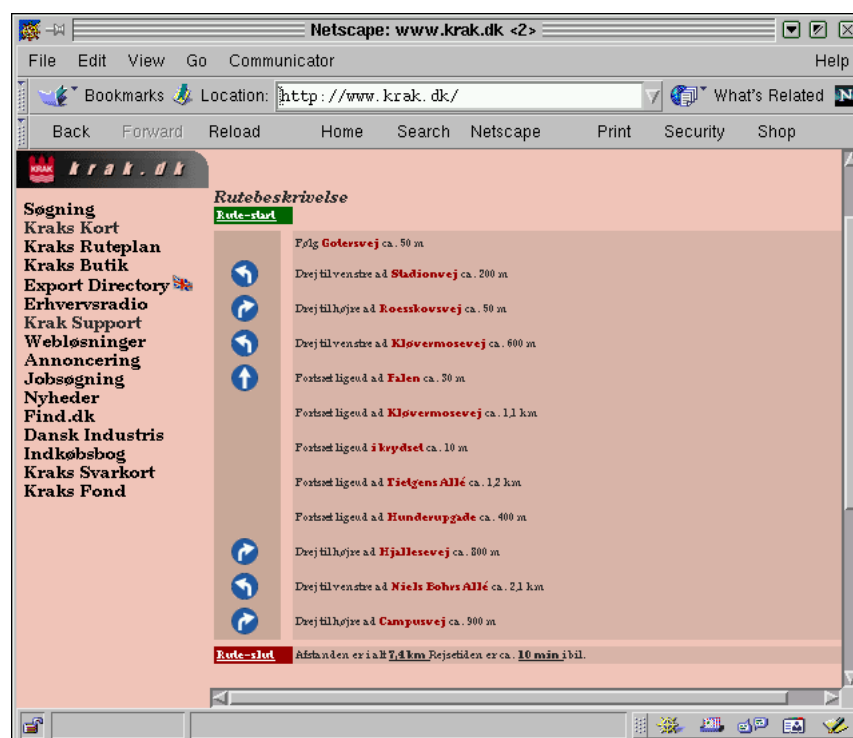 Netscape: www.krak.dk <2>
File Edit View Go Communicator Help
Bookmarks Location: http://www.krak.dk/ What's Related N
Back Forward Reload Home Search Netscape Print Security Shop
KRAK krak.dk
Søgning
Kraks Kort
Kraks Ruteplan
Kraks Butik
Export Directory
Erhvervsradio
Krak Support
Webløsninger
Annoncering
Jobsøgning
Nyheder
Find.dk
Dansk Industris
Indkøbsbog
Kraks Svarkort
Kraks Fond
Rutebeskrivelse
Rute-start
Følg Gotersvej ca. 50 m
Drej til venstre ad Stadionvej ca. 200 m
Drej til højre ad Roesskovsvej ca. 50 m
Drej til venstre ad Kløvermosevej ca. 600 m
Fortsæt ligeud ad Falen ca. 30 m
Fortsæt ligeud ad Kløvermosevej ca. 1,1 km
Fortsæt ligeud i krydset ca. 10 m
Fortsæt ligeud ad Tietgens Allé ca. 1,2 km
Fortsæt ligeud ad Hunderupgade ca. 400 m
Drej til højre ad Hjallesevej ca. 800 m
Drej til venstre ad Niels Bohrs Allé ca. 2,1 km
Drej til højre ad Campusvej ca. 900 m
Rute-slut Afstanden er i alt 7,4 km Rejsetiden er ca. 10 min i bil.